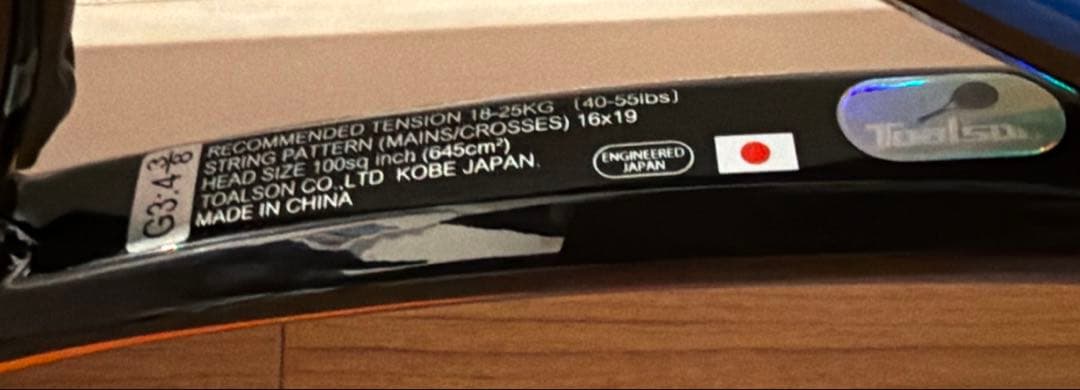 G3:4-3/8
RECOMMENDED TENSION 18-25KG (40-55lbs)
STRING PATTERN (MAINS/CROSSES) 16x19
HEAD SIZE 100sq inch (645cm²)
TOALSON CO.,LTD KOBE JAPAN.
MADE IN CHINA
ENGINEERED
JAPAN
Toalson